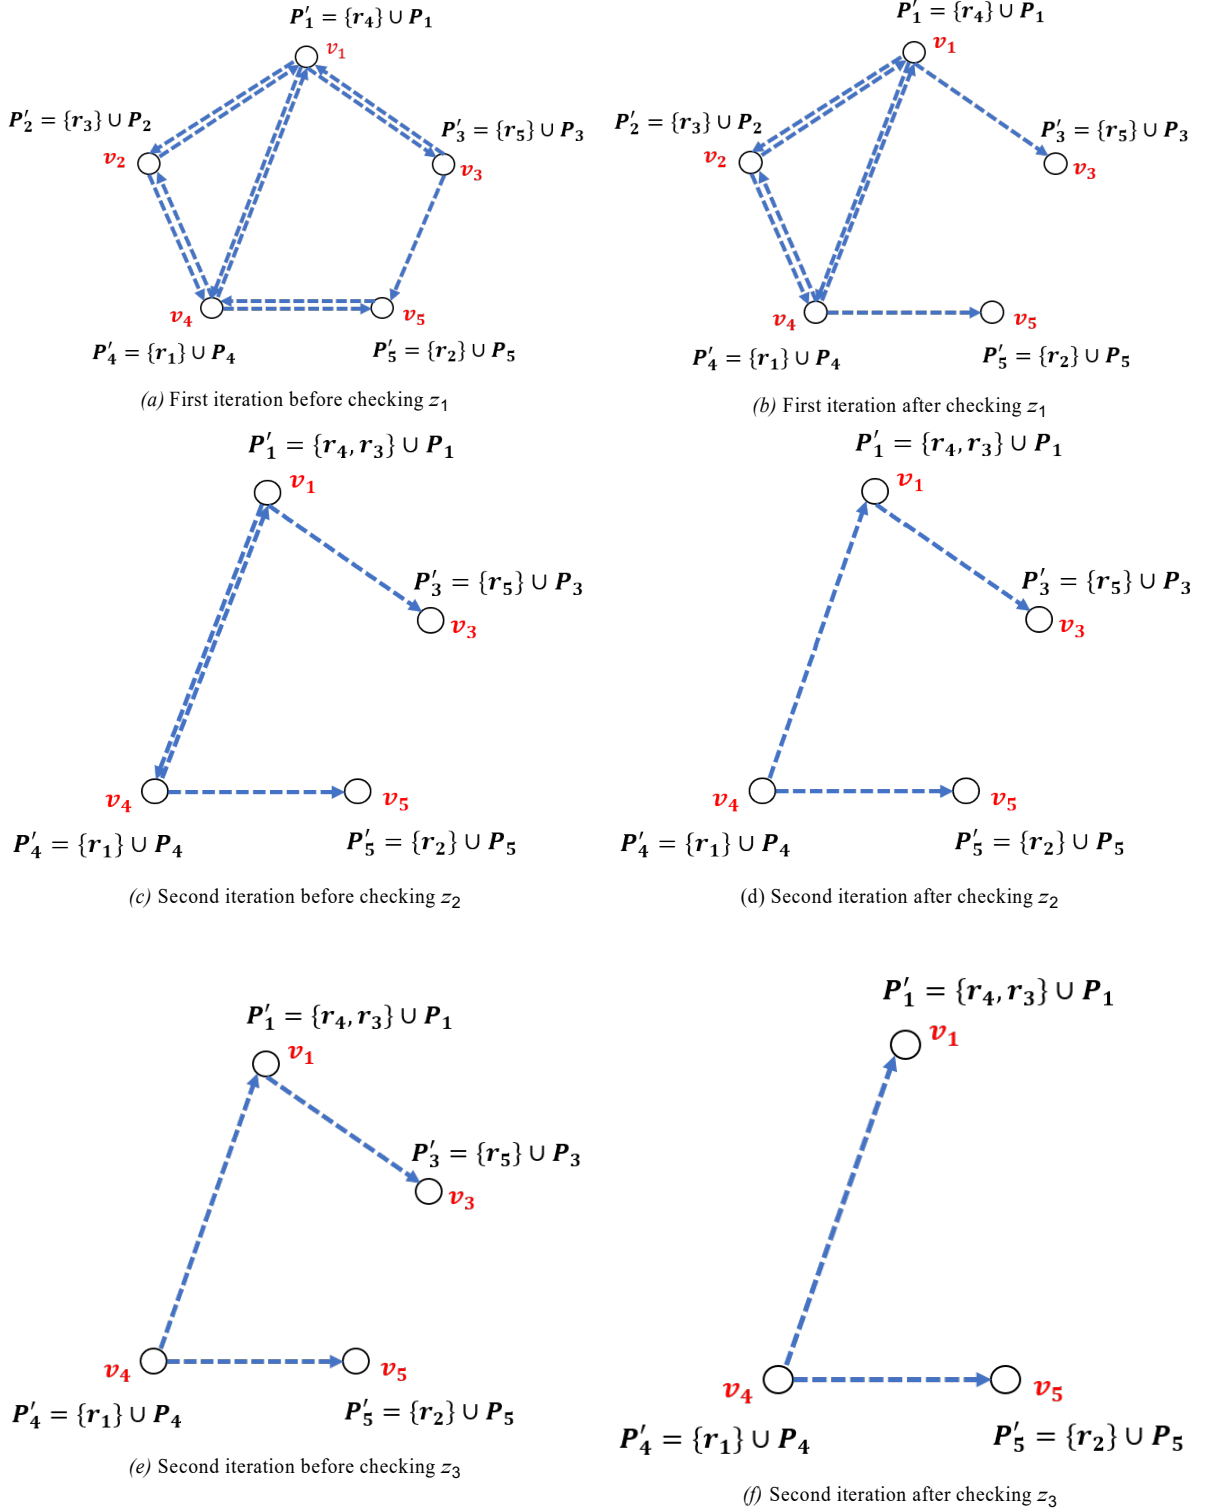 P′₁ = {r₄} ∪ P₁
v₁
P′₂ = {r₃} ∪ P₂
v₂
P′₃ = {r₅} ∪ P₃
v₃
v₄
v₅
P′₄ = {r₁} ∪ P₄
P′₅ = {r₂} ∪ P₅
(a) First iteration before checking z₁
P′₁ = {r₄} ∪ P₁
v₁
P′₂ = {r₃} ∪ P₂
v₂
P′₃ = {r₅} ∪ P₃
v₃
v₄
v₅
P′₄ = {r₁} ∪ P₄
P′₅ = {r₂} ∪ P₅
(b) First iteration after checking z₁
P′₁ = {r₄, r₃} ∪ P₁
v₁
P′₃ = {r₅} ∪ P₃
v₃
v₄
v₅
P′₄ = {r₁} ∪ P₄
P′₅ = {r₂} ∪ P₅
(c) Second iteration before checking z₂
P′₁ = {r₄, r₃} ∪ P₁
v₁
P′₃ = {r₅} ∪ P₃
v₃
v₄
v₅
P′₄ = {r₁} ∪ P₄
P′₅ = {r₂} ∪ P₅
(d) Second iteration after checking z₂
P′₁ = {r₄, r₃} ∪ P₁
v₁
P′₃ = {r₅} ∪ P₃
v₃
v₄
v₅
P′₄ = {r₁} ∪ P₄
P′₅ = {r₂} ∪ P₅
(e) Second iteration before checking z₃
P′₁ = {r₄, r₃} ∪ P₁
v₁
v₄
v₅
P′₄ = {r₁} ∪ P₄
P′₅ = {r₂} ∪ P₅
(f) Second iteration after checking z₃